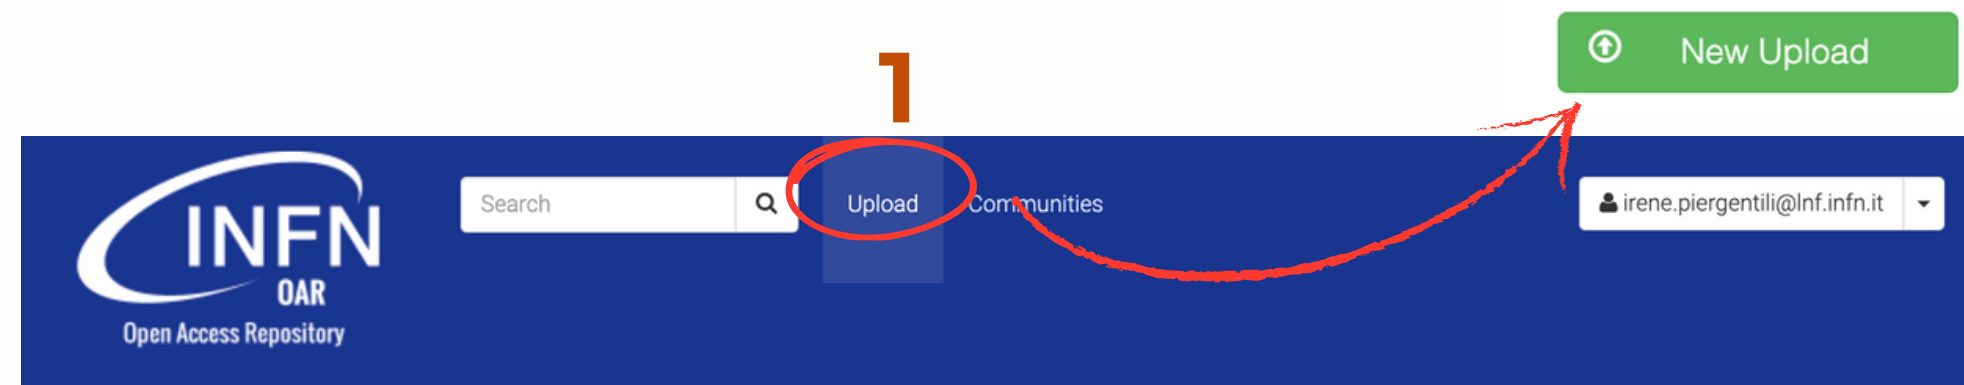 New Upload
1
Search
Upload
Communities
irene.piergentili@lnf.infn.it
INFN
OAR
Open Access Repository